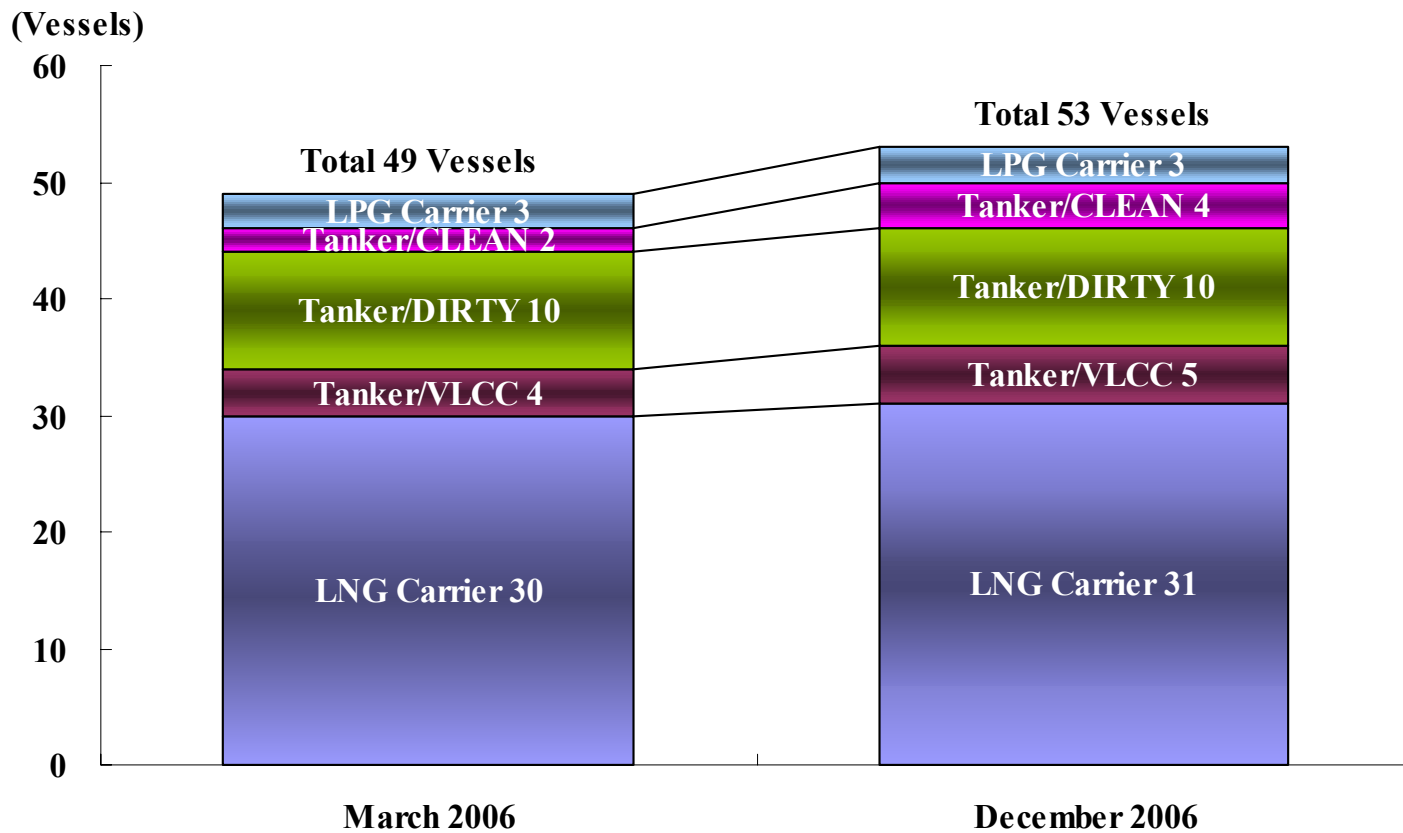 (Vessels)
60
50
40
30
20
10
0
Total 49 Vessels
LPG Carrier 3
Tanker/CLEAN 2
Tanker/DIRTY 10
Tanker/VLCC 4
LNG Carrier 30
March 2006
Total 53 Vessels
LPG Carrier 3
Tanker/CLEAN 4
Tanker/DIRTY 10
Tanker/VLCC 5
LNG Carrier 31
December 2006